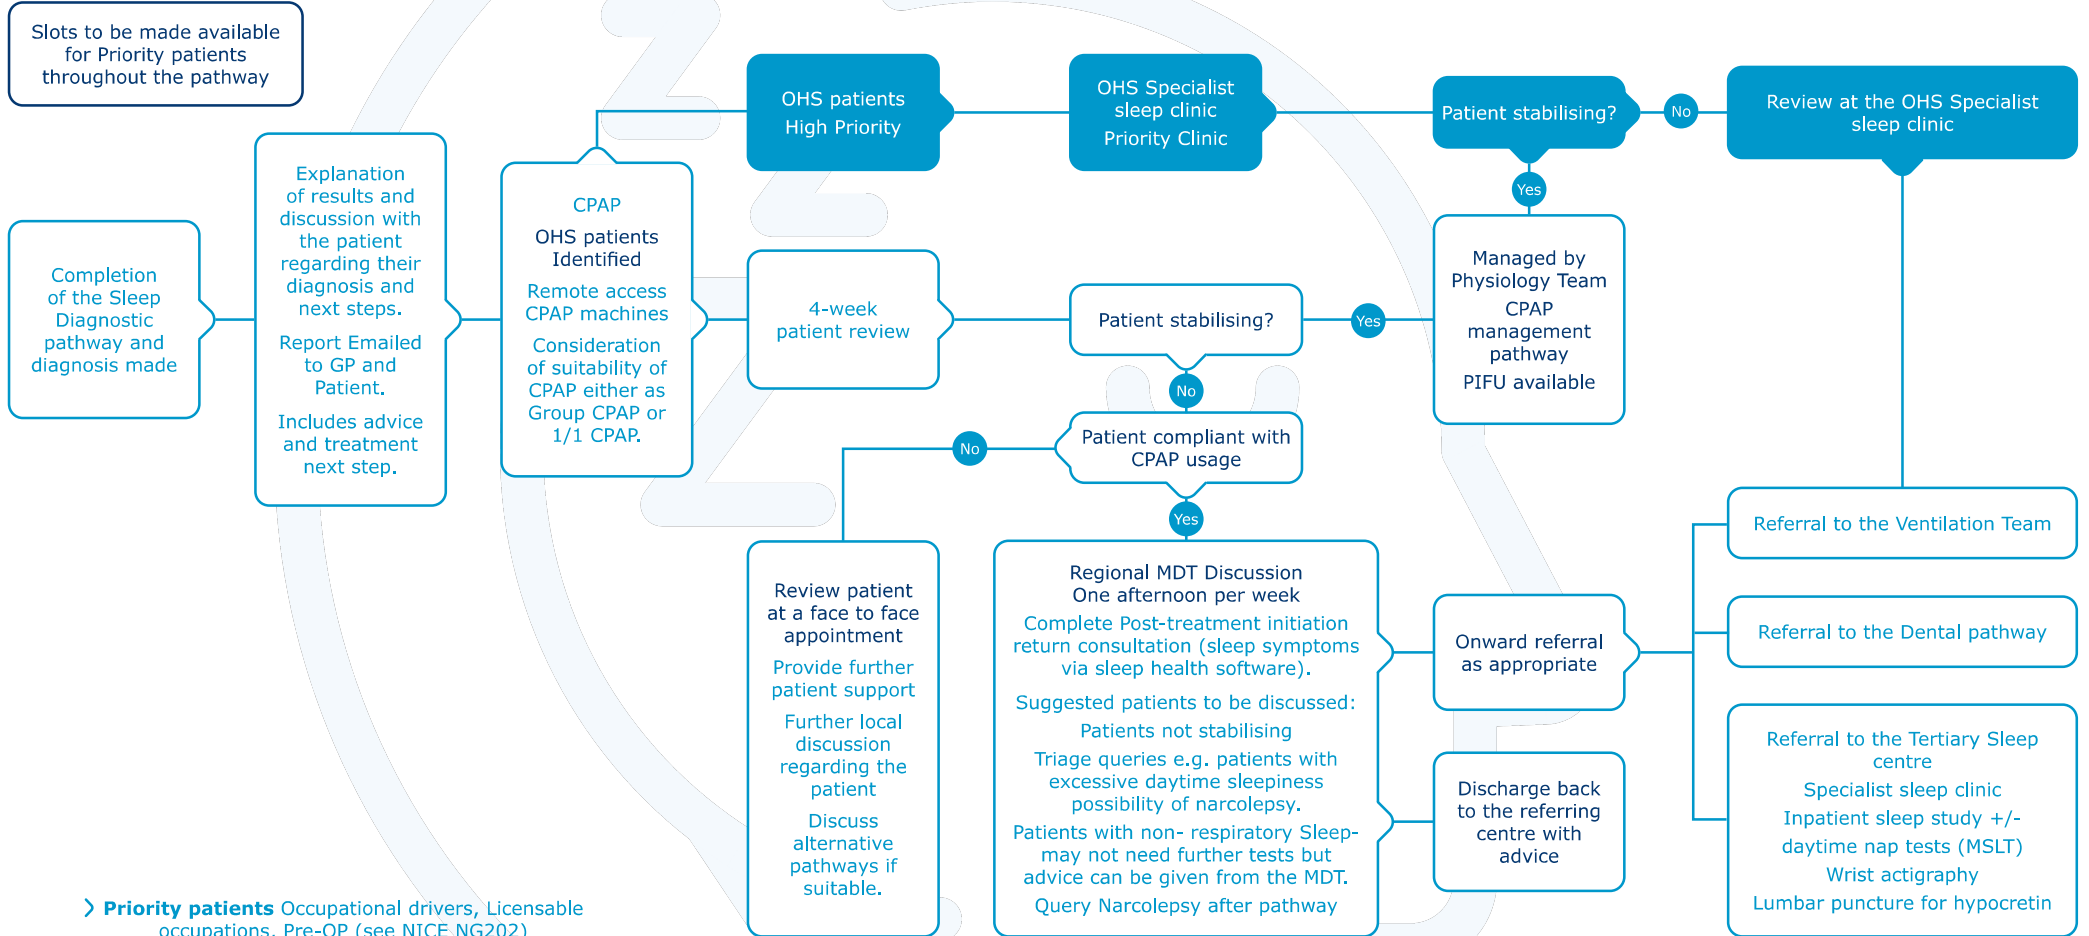 Slots to be made available
for Priority patients
throughout the pathway
Completion
of the Sleep
Diagnostic
pathway and
diagnosis made
Explanation
of results and
discussion with
the patient
regarding their
diagnosis and
next steps.
Report Emailed
to GP and
Patient.
Includes advice
and treatment
next step.
CPAP
OHS patients
Identified
Remote access
CPAP machines
Consideration
of suitability of
CPAP either as
Group CPAP or
1/1 CPAP.
OHS patients
High Priority
OHS Specialist
sleep clinic
Priority Clinic
Patient stabilising?
No
Review at the OHS Specialist
sleep clinic
Yes
4-week
patient review
Patient stabilising?
Yes
Managed by
Physiology Team
CPAP
management
pathway
PIFU available
No
Patient compliant with
CPAP usage
No
Yes
Review patient
at a face to face
appointment
Provide further
patient support
Further local
discussion
regarding the
patient
Discuss
alternative
pathways if
suitable.
Regional MDT Discussion
One afternoon per week
Complete Post-treatment initiation
return consultation (sleep symptoms
via sleep health software).
Suggested patients to be discussed:
Patients not stabilising
Triage queries e.g. patients with
excessive daytime sleepiness
possibility of narcolepsy.
Patients with non- respiratory Sleep-
may not need further tests but
advice can be given from the MDT.
Query Narcolepsy after pathway
Onward referral
as appropriate
Discharge back
to the referring
centre with
advice
Referral to the Ventilation Team
Referral to the Dental pathway
Referral to the Tertiary Sleep
centre
Specialist sleep clinic
Inpatient sleep study +/-
daytime nap tests (MSLT)
Wrist actigraphy
Lumbar puncture for hypocretin
Priority patients Occupational drivers, Licensable
occupations, Pre-OP (see NICE NG202)